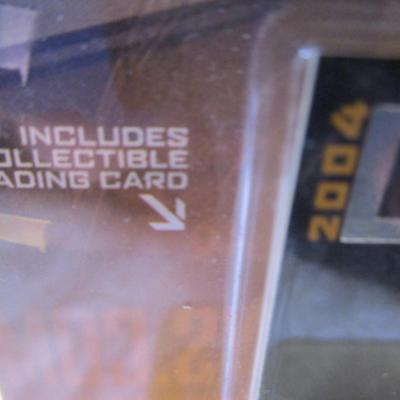 INCLUDES
OLLECTIBLE
ADING CARD
2004